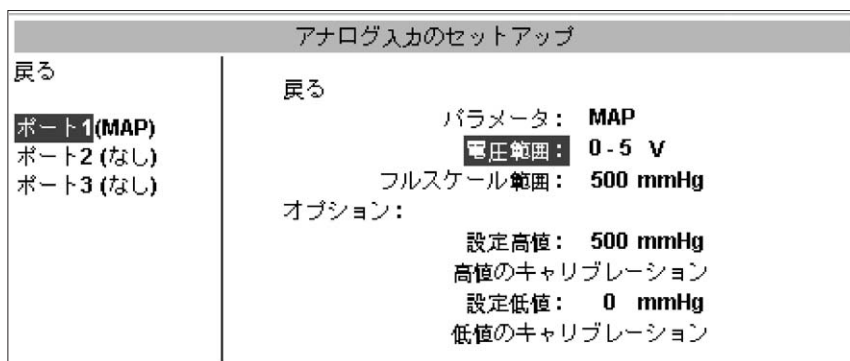 アナログ入力のセットアップ
戻る
ポート1(MAP)
ポート2 (なし)
ポート3 (なし)
戻る
パラメータ: MAP
電圧範囲: 0 - 5 V
フルスケール範囲: 500 mmHg
オプション:
設定高値: 500 mmHg
高値のキャリブレーション
設定低値: 0 mmHg
低値のキャリブレーション